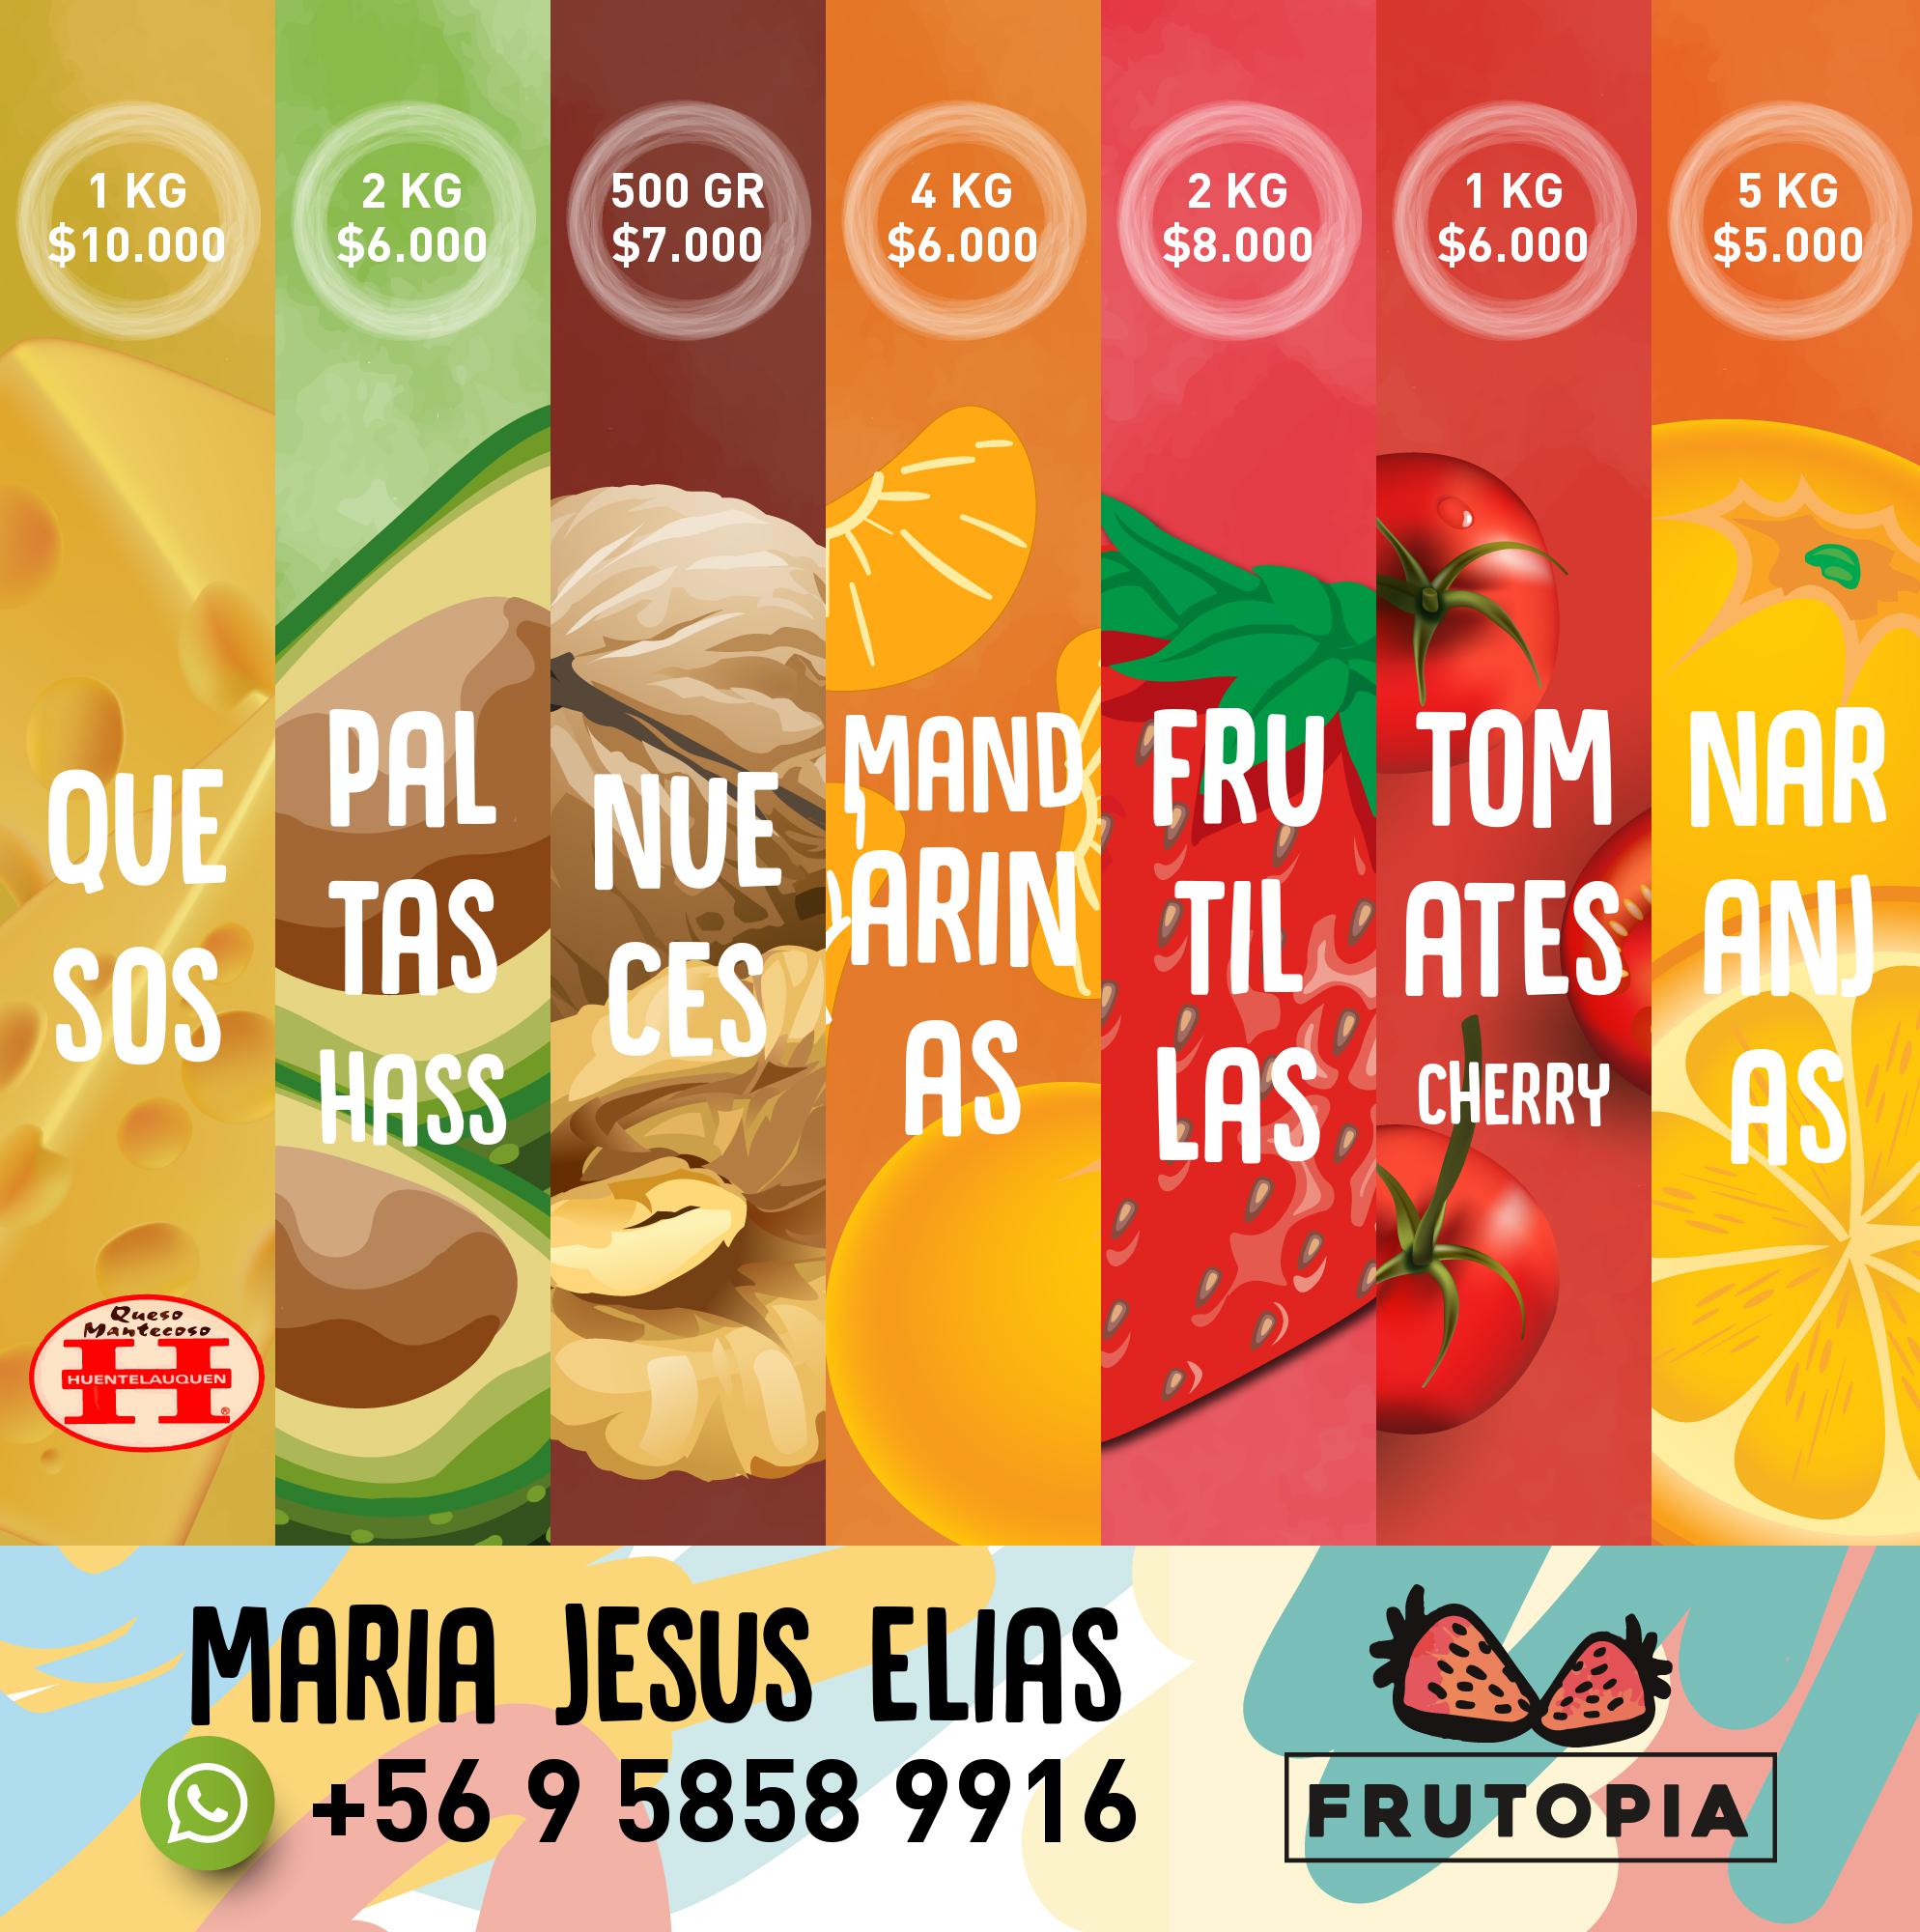 1 KG
$10.000
QUE
SOS
Queso
Mantecoso
H
HUENTELAUQUEN
®
2 KG
$6.000
PAL
TAS
HASS
500 GR
$7.000
NUE
CES
4 KG
$6.000
MAND
ARIN
AS
2 KG
$8.000
FRU
TIL
LAS
1 KG
$6.000
TOM
ATES
CHERRY
5 KG
$5.000
NAR
ANJ
AS
MARIA JESUS ELIAS
+56 9 5858 9916
FRUTOPIA